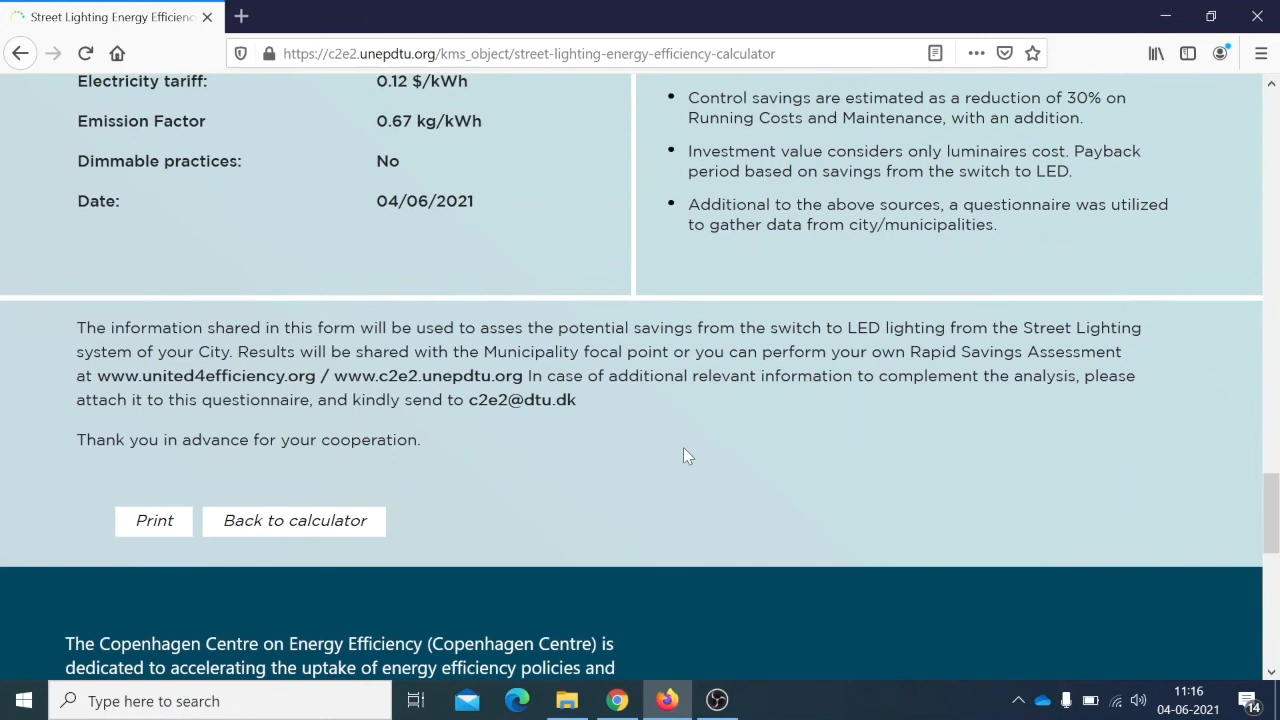 Street Lighting Energy Efficienc
https://c2e2.unepdtu.org/kms_object/street-lighting-energy-efficiency-calculator
Electricity tariff: 0.12 $/kWh
Emission Factor 0.67 kg/kWh
Dimmable practices: No
Date: 04/06/2021
• Control savings are estimated as a reduction of 30% on
Running Costs and Maintenance, with an addition.
• Investment value considers only luminaires cost. Payback
period based on savings from the switch to LED.
• Additional to the above sources, a questionnaire was utilized
to gather data from city/municipalities.
The information shared in this form will be used to asses the potential savings from the switch to LED lighting from the Street Lighting
system of your City. Results will be shared with the Municipality focal point or you can perform your own Rapid Savings Assessment
at www.united4efficiency.org / www.c2e2.unepdtu.org In case of additional relevant information to complement the analysis, please
attach it to this questionnaire, and kindly send to c2e2@dtu.dk
Thank you in advance for your cooperation.
Print Back to calculator
The Copenhagen Centre on Energy Efficiency (Copenhagen Centre) is
dedicated to accelerating the uptake of energy efficiency policies and
Type here to search
11:16
04-06-2021
14